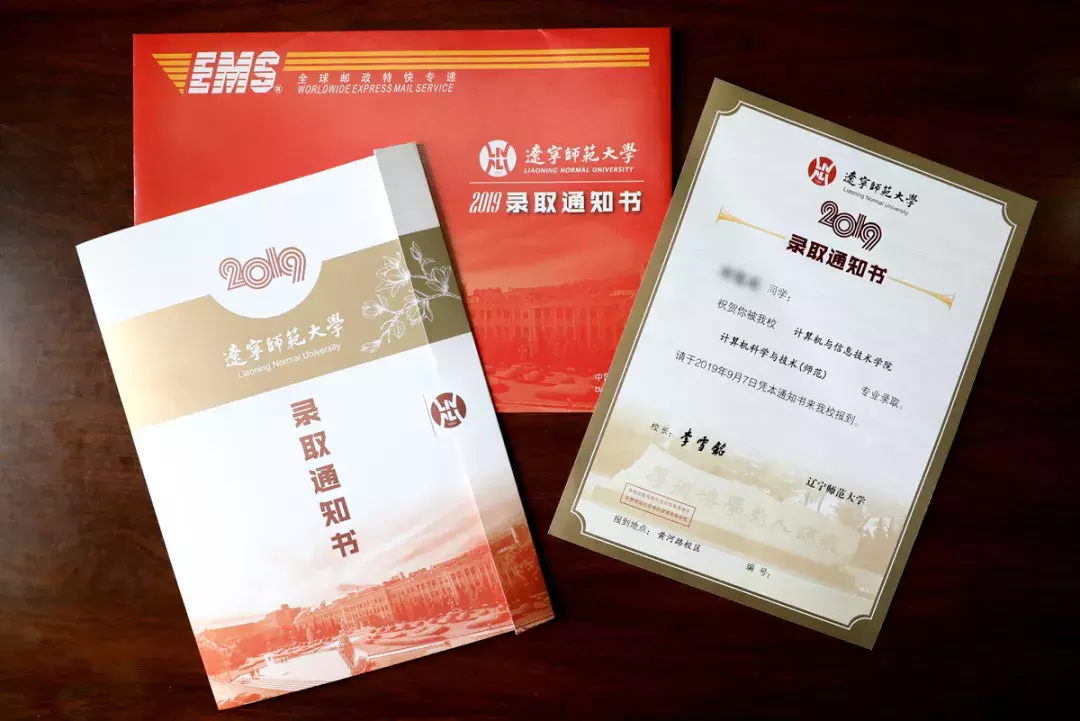 EMS
全球邮政特快专递
WORLDWIDE EXPRESS MAIL SERVICE
遼寧師範大學
LIAONING NORMAL UNIVERSITY
2019 录取通知书
2019
遼寧師範大學
Liaoning Normal University
录取通知书
遼寧師範大學
Liaoning Normal University
2019
录取通知书
同学：
祝贺你被我校 计算机与信息技术学院
计算机科学与技术(师范) 专业录取。
请于2019年9月7日凭本通知书来我校报到。
校长：李雪铭
辽宁师范大学
报到地点：黄河路校区
编号：